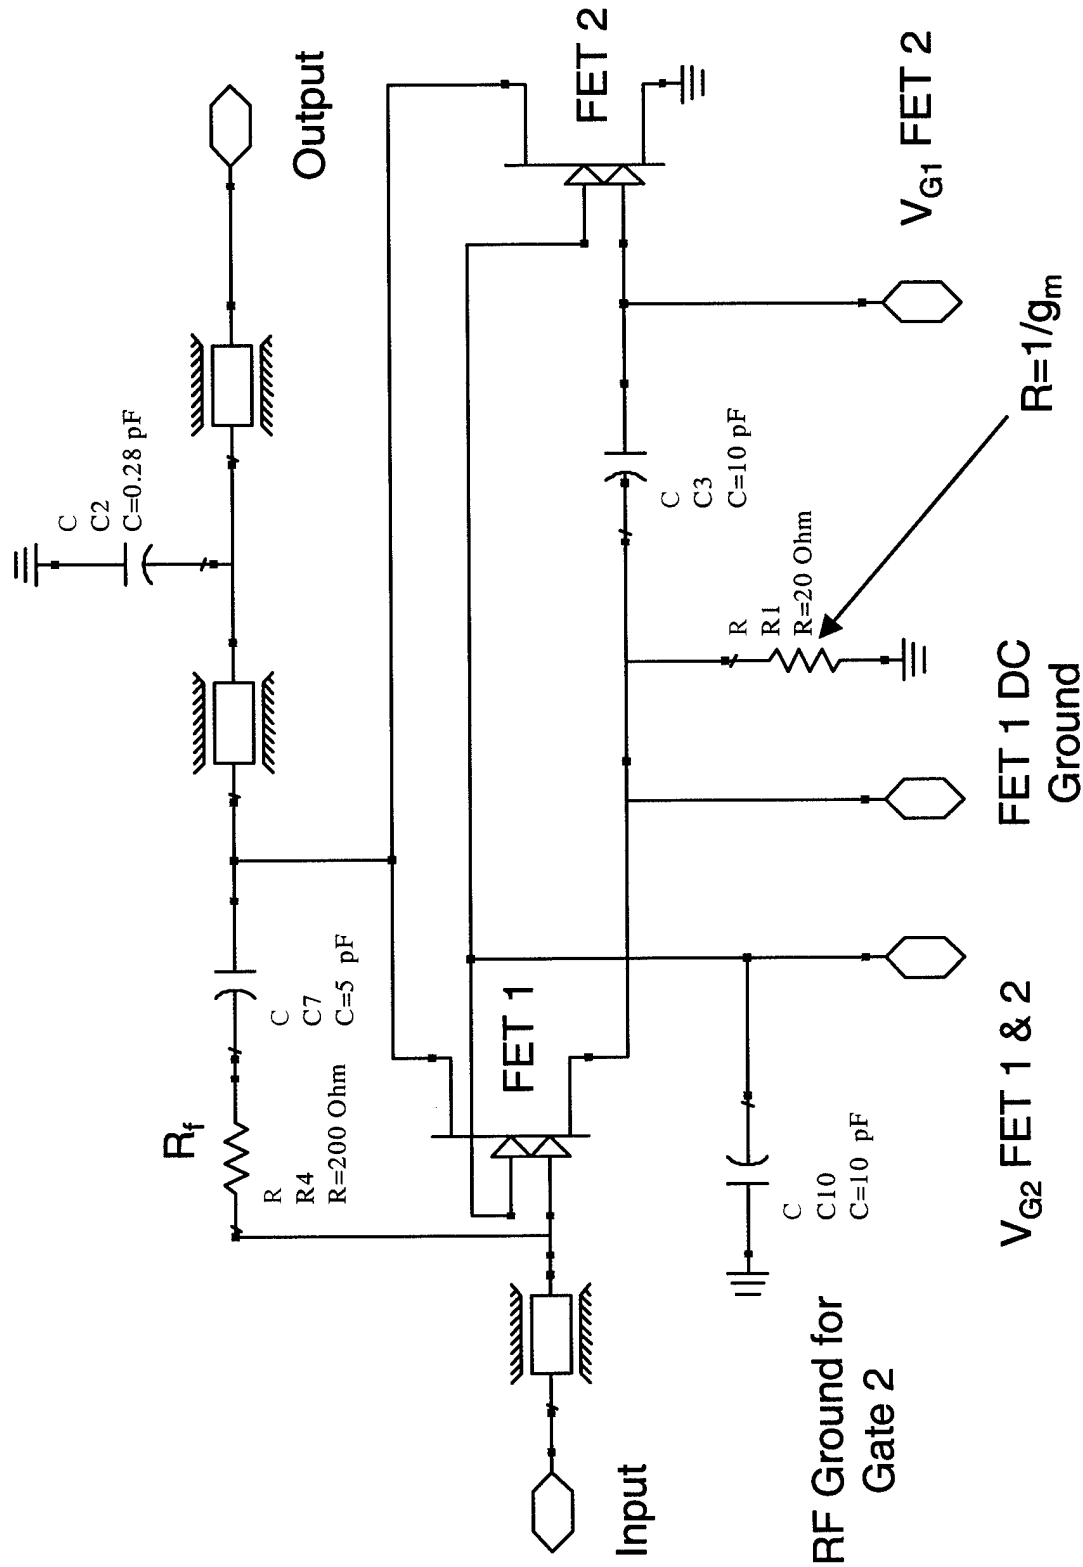 Output
C
C2
C=0.28 pF
R_f
R
R4
R=200 Ohm
C
C7
C=5 pF
FET 1
FET 2
C
C3
C=10 pF
R
R1
R=20 Ohm
R=1/g_m
V_G1 FET 2
FET 1 DC
Ground
V_G2 FET 1 & 2
C
C10
C=10 pF
Input
RF Ground for
Gate 2